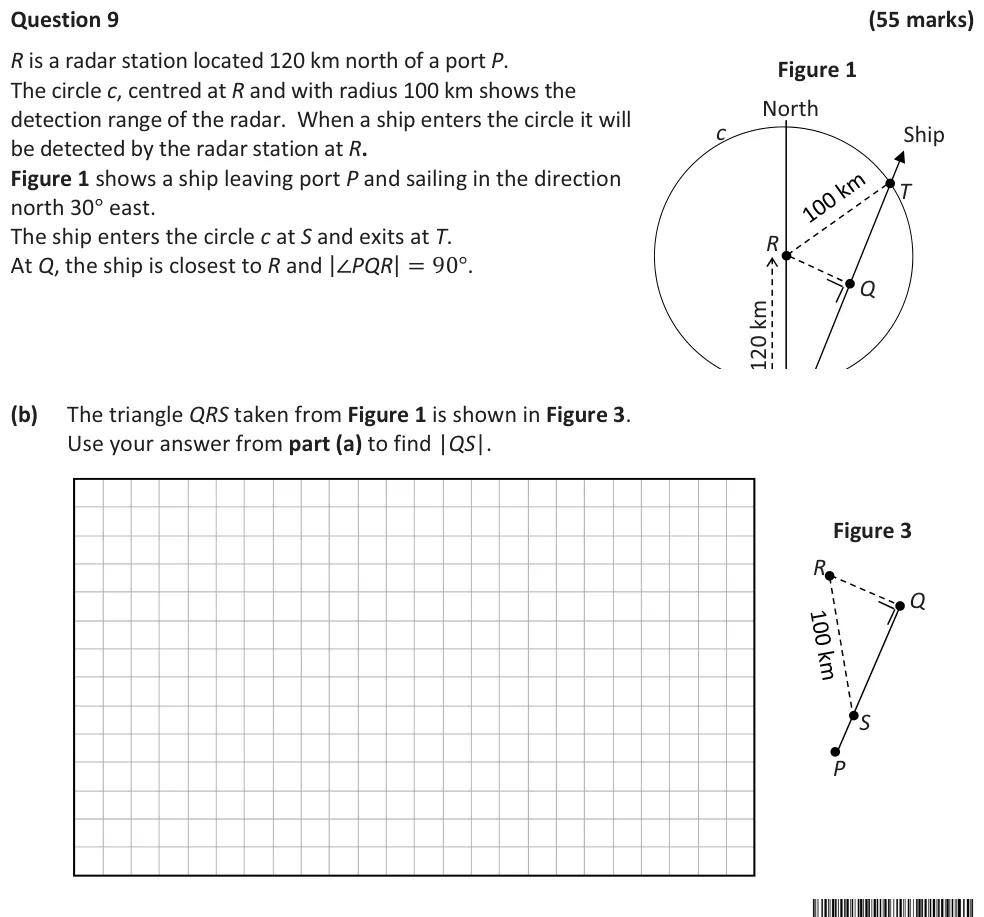 Question 9
(55 marks)
R is a radar station located 120 km north of a port P.
The circle c, centred at R and with radius 100 km shows the
detection range of the radar. When a ship enters the circle it will
be detected by the radar station at R.
Figure 1 shows a ship leaving port P and sailing in the direction
north 30° east.
The ship enters the circle c at S and exits at T.
At Q, the ship is closest to R and |∠PQR| = 90°.
Figure 1
North
c
Ship
100 km
T
R
Q
120 km
(b) The triangle QRS taken from Figure 1 is shown in Figure 3.
Use your answer from part (a) to find |QS|.
Figure 3
R
Q
100 km
S
P